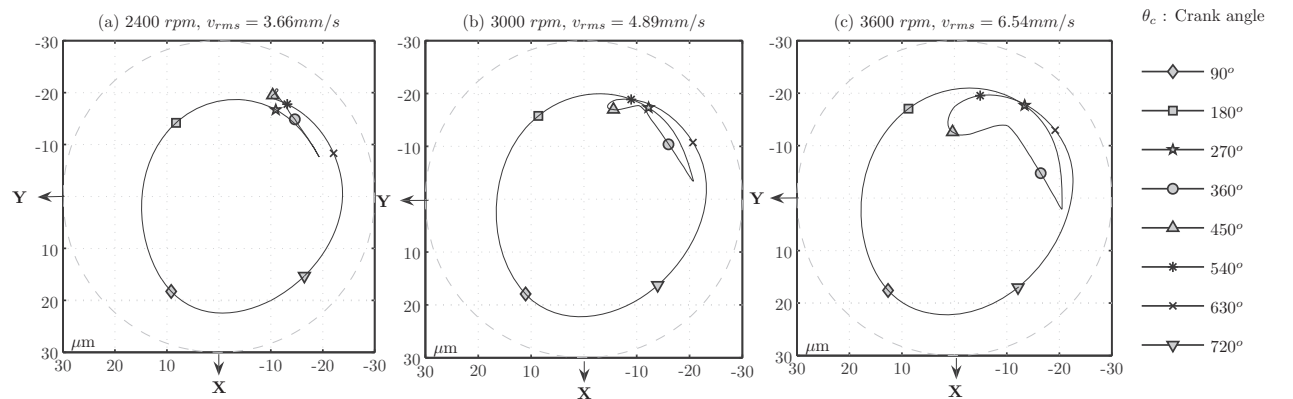 (a) 2400 rpm, v_rms = 3.66mm/s
-30
-20
-10
Y
10
20
30
μm
30 20 10 -10 -20 -30
X
(b) 3000 rpm, v_rms = 4.89mm/s
-30
-20
-10
Y
10
20
30
μm
30 20 10 -10 -20 -30
X
(c) 3600 rpm, v_rms = 6.54mm/s
-30
-20
-10
Y
10
20
30
μm
30 20 10 -10 -20 -30
X
θ_c : Crank angle
90°
180°
270°
360°
450°
540°
630°
720°